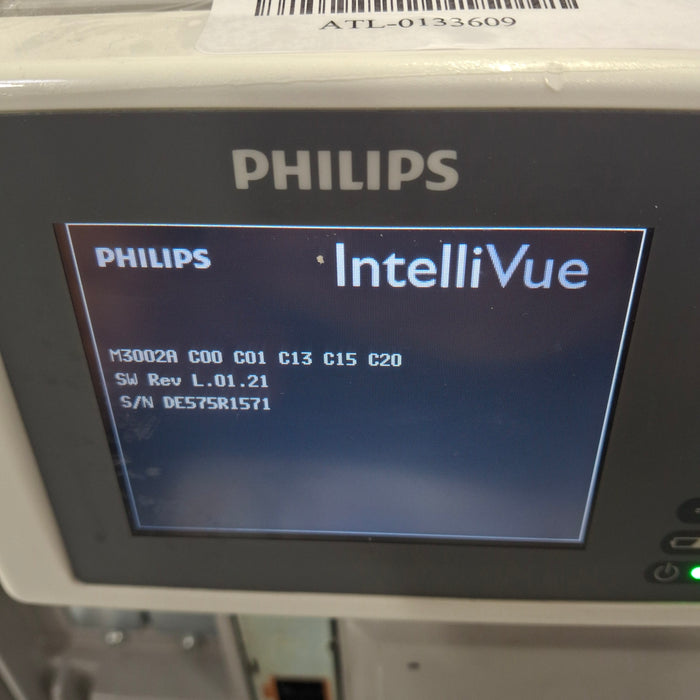 ATL-0133609
PHILIPS
PHILIPS IntelliVue
M3002A C00 C01 C13 C15 C20
SW Rev L.01.21
S/N DE575R1571